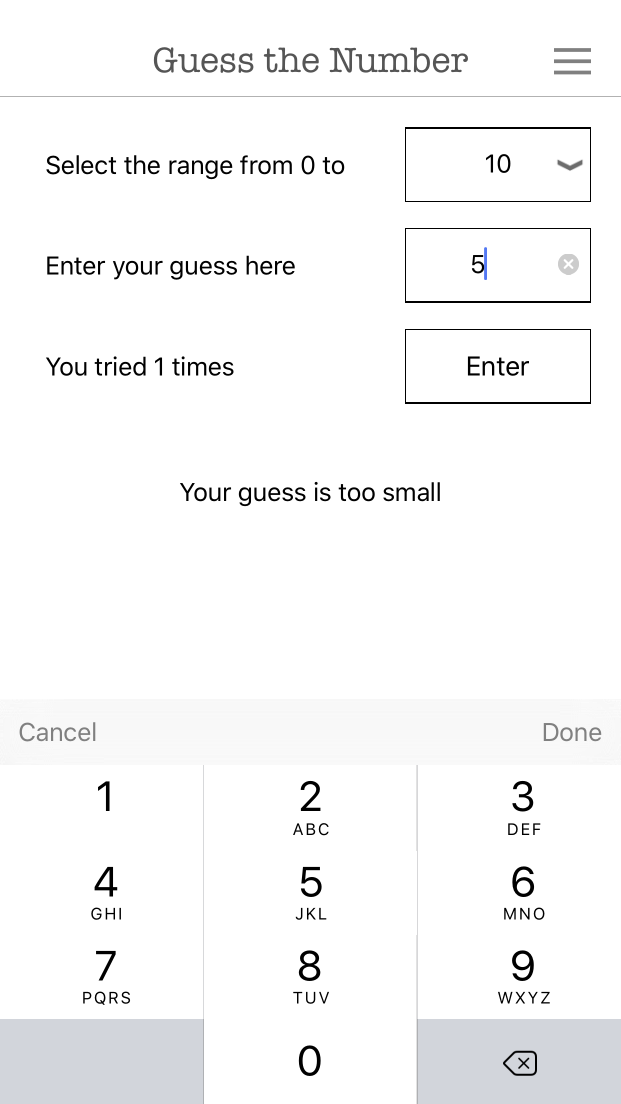 Guess the Number
Select the range from 0 to 10
Enter your guess here 5
You tried 1 times Enter
Your guess is too small
Cancel Done
1 2 3
ABC DEF
4 5 6
GHI JKL MNO
7 8 9
PQRS TUV WXYZ
0